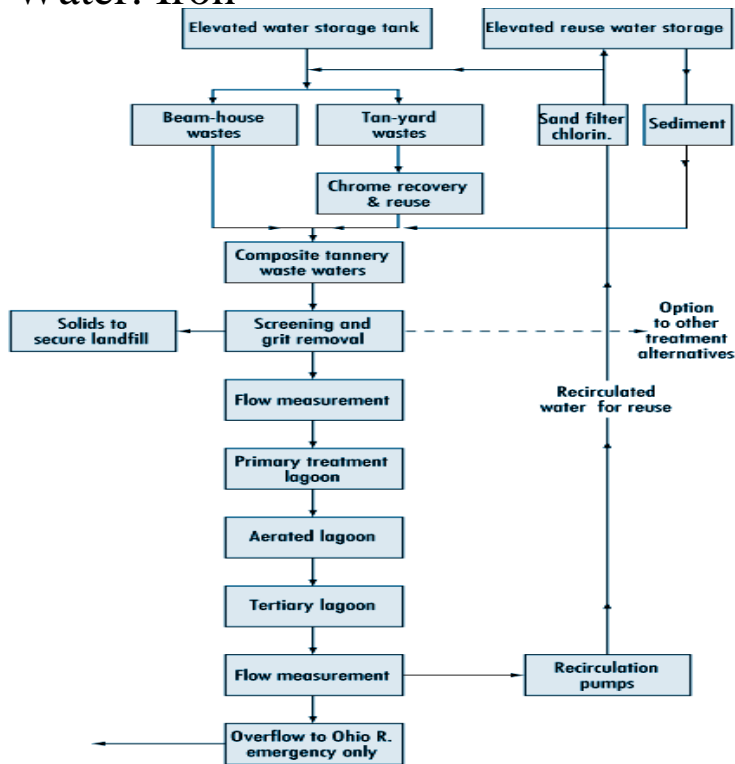 Water: Iron
Elevated water storage tank
Elevated reuse water storage
Beam-house
wastes
Tan-yard
wastes
Sand filter
chlorin.
Sediment
Chrome recovery
& reuse
Composite tannery
waste waters
Solids to
secure landfill
Screening and
grit removal
Option
to other
treatment
alternatives
Flow measurement
Recirculated
water for reuse
Primary treatment
lagoon
Aerated lagoon
Tertiary lagoon
Flow measurement
Recirculation
pumps
Overflow to Ohio R.
emergency only